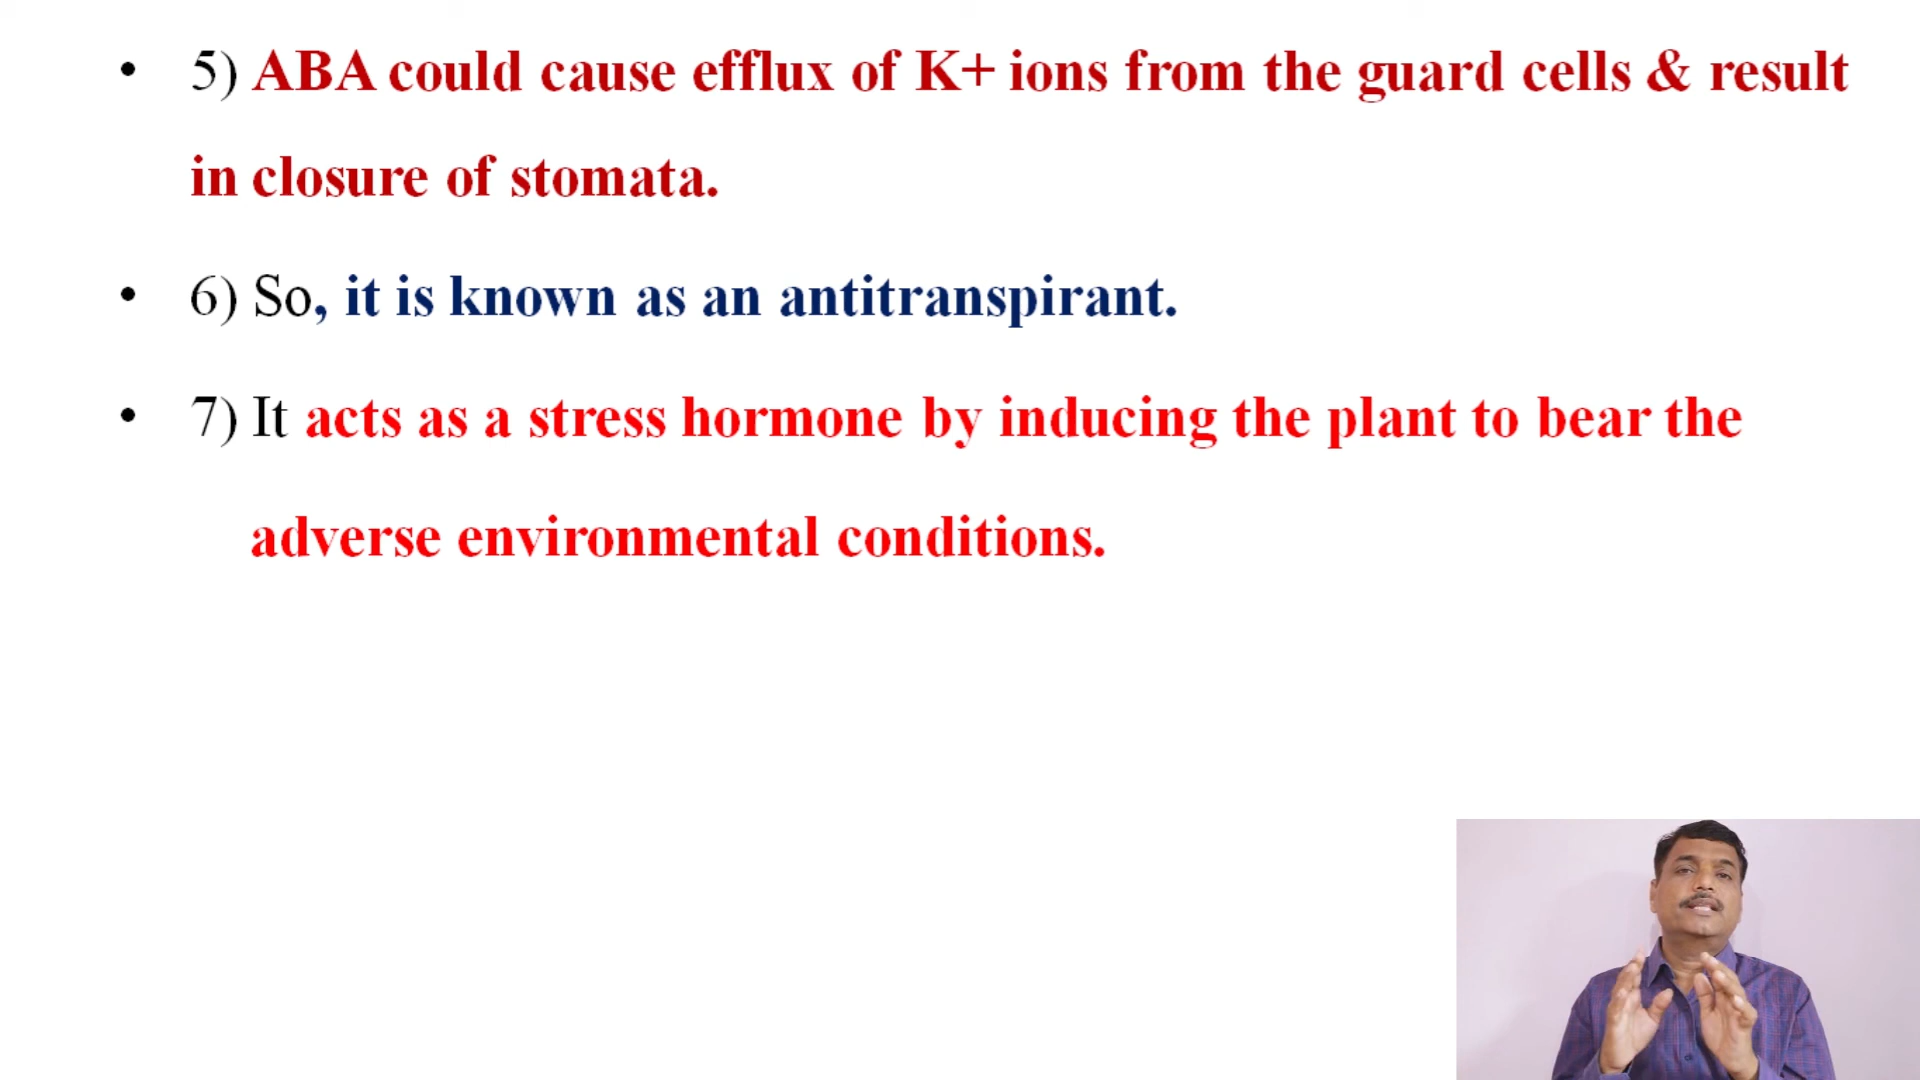 • 5) ABA could cause efflux of K+ ions from the guard cells & result
in closure of stomata.
• 6) So, it is known as an antitranspirant.
• 7) It acts as a stress hormone by inducing the plant to bear the
adverse environmental conditions.